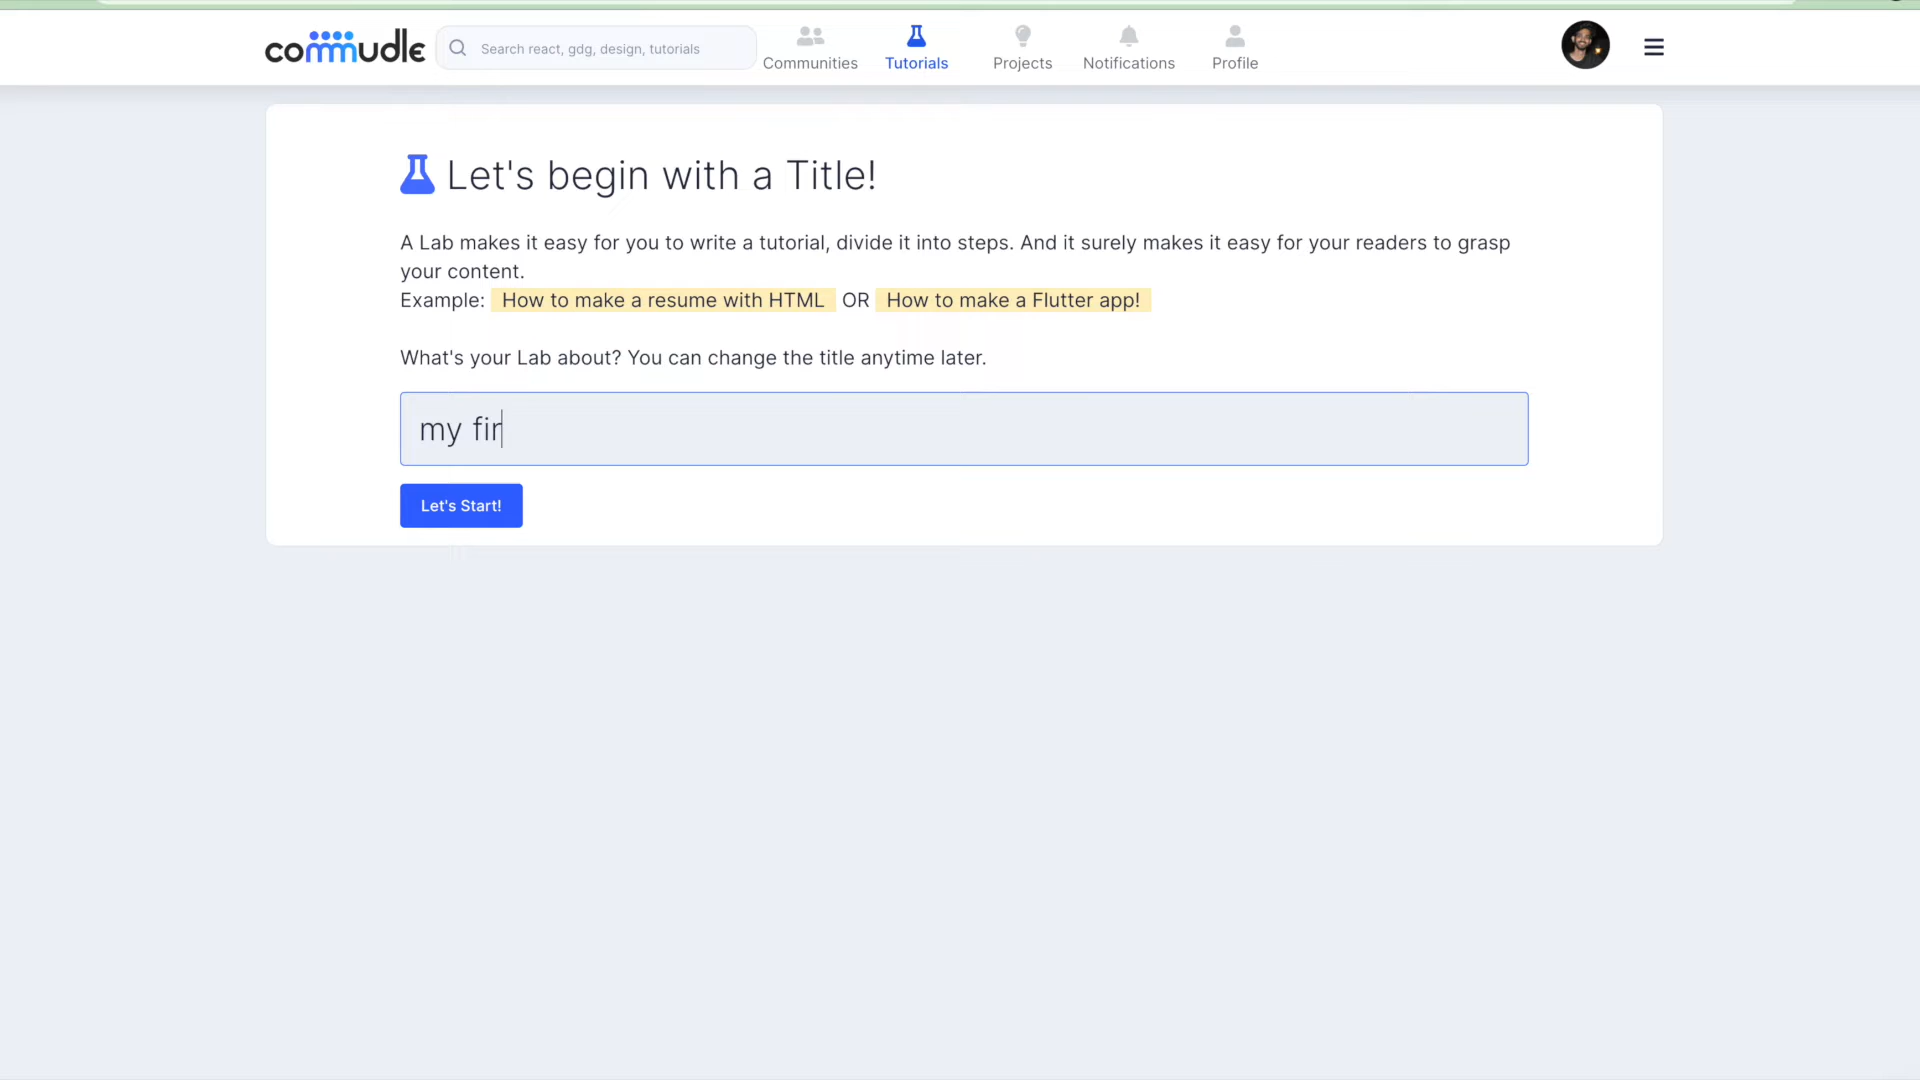 commudle
Search react, gdg, design, tutorials
Communities
Tutorials
Projects
Notifications
Profile
Let's begin with a Title!
A Lab makes it easy for you to write a tutorial, divide it into steps. And it surely makes it easy for your readers to grasp
your content.
Example: How to make a resume with HTML OR How to make a Flutter app!
What's your Lab about? You can change the title anytime later.
my fir
Let's Start!